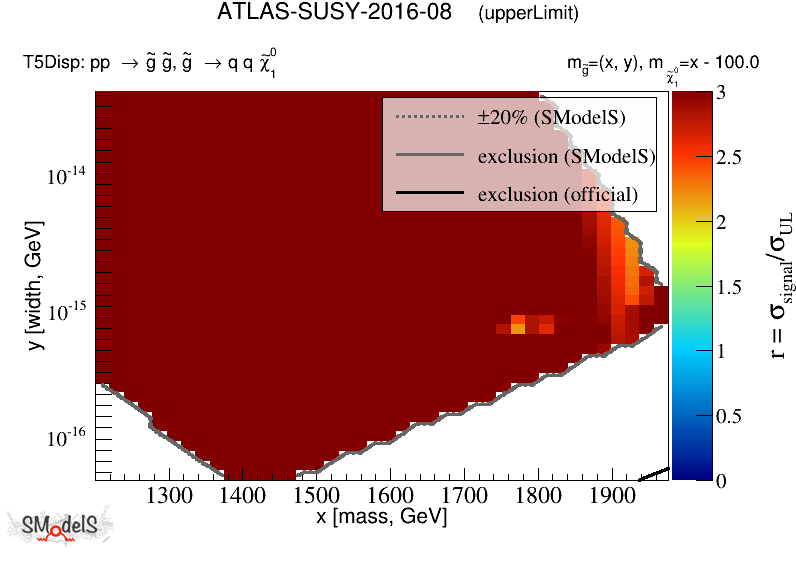 ATLAS-SUSY-2016-08 (upperLimit)
T5Disp: pp → g̃ g̃, g̃ → q q χ̃⁰₁
m_g̃=(x, y), m_χ̃⁰₁=x - 100.0
±20% (SModelS)
exclusion (SModelS)
exclusion (official)
y [width, GeV]
10⁻¹⁴
10⁻¹⁵
10⁻¹⁶
1300 1400 1500 1600 1700 1800 1900
x [mass, GeV]
3
2.5
2
1.5
1
0.5
0
r = σ_signal/σ_UL
SModelS